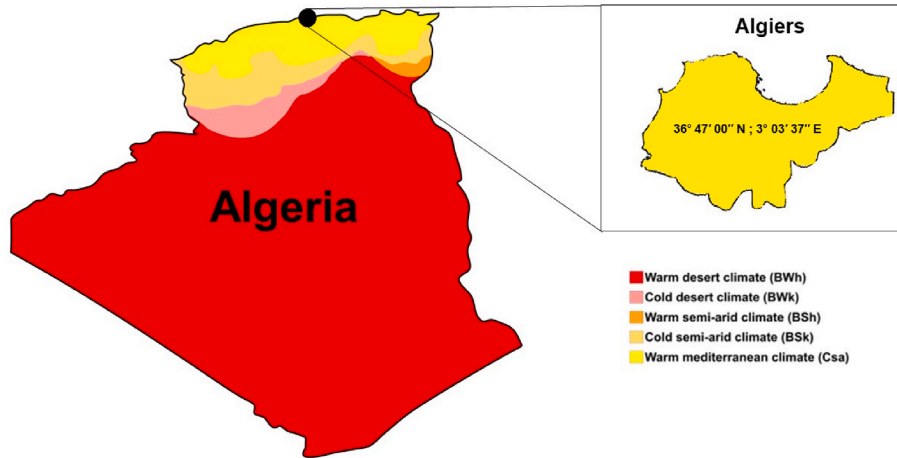 Algiers
36° 47′ 00″ N ; 3° 03′ 37″ E
Algeria
Warm desert climate (BWh)
Cold desert climate (BWk)
Warm semi-arid climate (BSh)
Cold semi-arid climate (BSk)
Warm mediterranean climate (Csa)